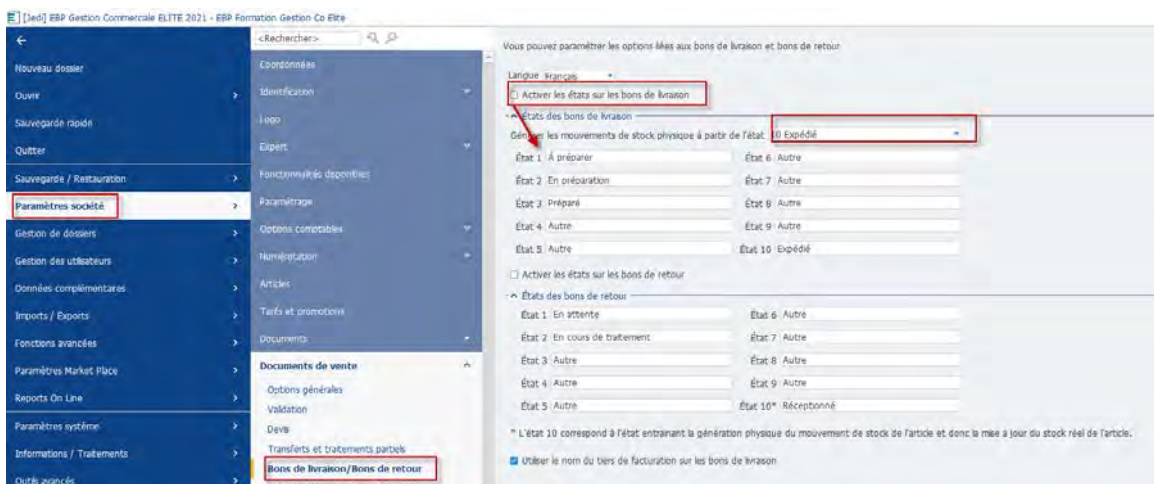 [Jedi] EBP Gestion Commerciale ELITE 2021 - EBP Formation Gestion Co Elite
Nouveau dossier
Ouvrir
Sauvegarde rapide
Quitter
Sauvegarde / Restauration
Paramètres société
Gestion de dossiers
Gestion des utilisateurs
Données complémentaires
Imports / Exports
Fonctions avancées
Paramètres Market Place
Reports On Line
Paramètres système
Informations / Traitements
Outils avancés
<Rechercher>
Coordonnées
Identification
Logo
Expert
Fonctionnalités disponibles
Paramétrage
Options comptables
Numérotation
Articles
Tarifs et promotions
Documents
Documents de vente
Options générales
Validation
Devis
Transferts et traitements partiels
Bons de livraison/Bons de retour
Vous pouvez paramétrer les options liées aux bons de livraison et bons de retour
Langue Français
Activer les états sur les bons de livraison
États des bons de livraison
Générer les mouvements de stock physique à partir de l'état 10 Expédié
État 1 À préparer État 6 Autre
État 2 En préparation État 7 Autre
État 3 Préparé État 8 Autre
État 4 Autre État 9 Autre
État 5 Autre État 10 Expédié
Activer les états sur les bons de retour
États des bons de retour
État 1 En attente État 6 Autre
État 2 En cours de traitement État 7 Autre
État 3 Autre État 8 Autre
État 4 Autre État 9 Autre
État 5 Autre État 10* Réceptionné
* L'état 10 correspond à l'état entrainant la génération physique du mouvement de stock de l'article et donc la mise à jour du stock réel de l'article.
Utiliser le nom du tiers de facturation sur les bons de livraison